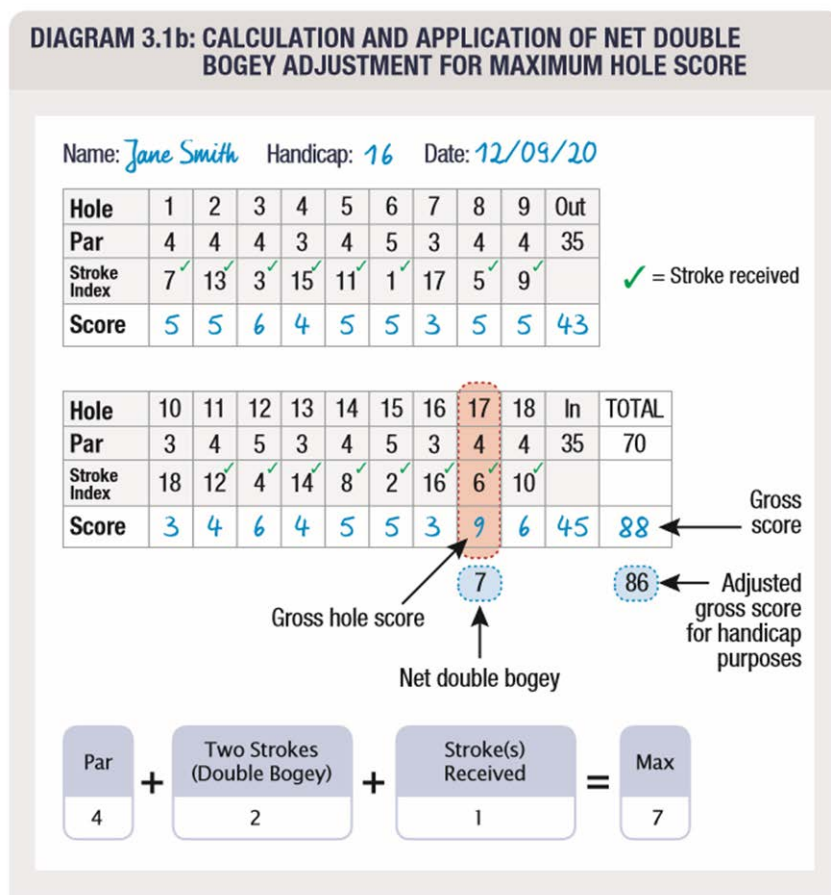 DIAGRAM 3.1b: CALCULATION AND APPLICATION OF NET DOUBLE
BOGEY ADJUSTMENT FOR MAXIMUM HOLE SCORE
Name: Jane Smith Handicap: 16 Date: 12/09/20
Hole 1 2 3 4 5 6 7 8 9 Out
Par 4 4 4 3 4 5 3 4 4 35
Stroke
Index 7✓ 13✓ 3✓ 15✓ 11✓ 1✓ 17 5✓ 9✓
✓ = Stroke received
Score 5 5 6 4 5 5 3 5 5 43
Hole 10 11 12 13 14 15 16 17 18 In TOTAL
Par 3 4 5 3 4 5 3 4 4 35 70
Stroke
Index 18 12✓ 4✓ 14✓ 8✓ 2✓ 16✓ 6✓ 10✓
Score 3 4 6 4 5 5 3 9 6 45 88
Gross
score
7 86
Adjusted
gross score
for handicap
purposes
Gross hole score
Net double bogey
Par + Two Strokes
(Double Bogey) + Stroke(s)
Received = Max
4 2 1 7